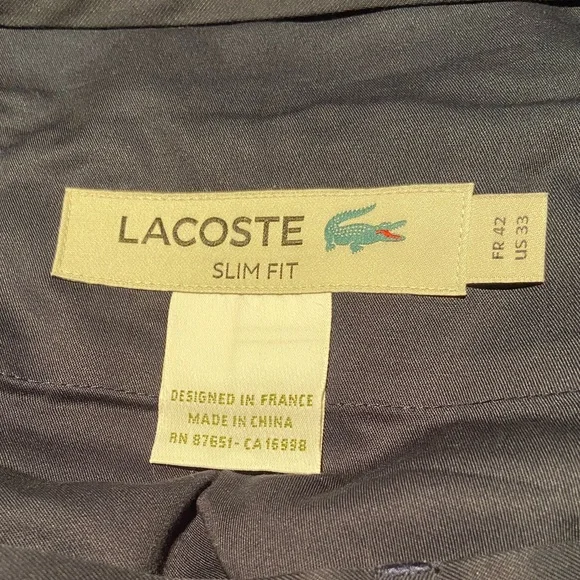 LACOSTE
SLIM FIT
FR 42
US 33
DESIGNED IN FRANCE
MADE IN CHINA
RN 87651-CA16998